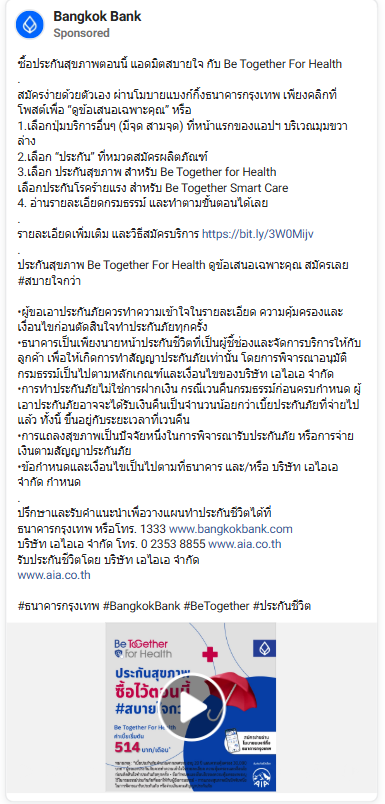 Bangkok Bank
Sponsored
ซื้อประกันสุขภาพตอนนี้ แอดมิตสบายใจ กับ Be Together For Health
.
สมัครง่ายด้วยตัวเอง ผ่านโมบายแบงก์กิ้งธนาคารกรุงเทพ เพียงคลิกที่
โพสต์เพื่อ “ดูข้อเสนอเฉพาะคุณ” หรือ
1.เลือกปุ่มบริการอื่นๆ (มีจุด สามจุด) ที่หน้าแรกของแอปฯ บริเวณมุมขวา
ล่าง
2.เลือก “ประกัน” ที่หมวดสมัครผลิตภัณฑ์
3.เลือก ประกันสุขภาพ สำหรับ Be Together for Health
เลือกประกันโรคร้ายแรง สำหรับ Be Together Smart Care
4. อ่านรายละเอียดกรมธรรม์ และทำตามขั้นตอนได้เลย
.
รายละเอียดเพิ่มเติม และวิธีสมัครบริการ https://bit.ly/3W0Mijv
.
ประกันสุขภาพ Be Together For Health ดูข้อเสนอเฉพาะคุณ สมัครเลย
#สบายใจกว่า
•ผู้ขอเอาประกันภัยควรทำความเข้าใจในรายละเอียด ความคุ้มครองและ
เงื่อนไขก่อนตัดสินใจทำประกันภัยทุกครั้ง
•ธนาคารเป็นเพียงนายหน้าประกันชีวิตที่เป็นผู้ชี้ช่องและจัดการบริการให้กับ
ลูกค้า เพื่อให้เกิดการทำสัญญาประกันภัยเท่านั้น โดยการพิจารณาอนุมัติ
กรมธรรม์เป็นไปตามหลักเกณฑ์และเงื่อนไขของบริษัท เอไอเอ จำกัด
•การทำประกันภัยไม่ใช่การฝากเงิน กรณีเวนคืนกรมธรรม์ก่อนครบกำหนด ผู้
เอาประกันภัยอาจจะได้รับเงินคืนเป็นจำนวนน้อยกว่าเบี้ยประกันภัยที่จ่ายไป
แล้ว ทั้งนี้ ขึ้นอยู่กับระยะเวลาที่เวนคืน
•การแถลงสุขภาพเป็นปัจจัยหนึ่งในการพิจารณารับประกันภัย หรือการจ่าย
เงินตามสัญญาประกันภัย
•ข้อกำหนดและเงื่อนไขเป็นไปตามที่ธนาคาร และ/หรือ บริษัท เอไอเอ
จำกัด กำหนด
.
ปรึกษาและรับคำแนะนำเพื่อวางแผนทำประกันชีวิตได้ที่
ธนาคารกรุงเทพ หรือโทร. 1333 www.bangkokbank.com
บริษัท เอไอเอ จำกัด โทร. 0 2353 8855 www.aia.co.th
รับประกันชีวิตโดย บริษัท เอไอเอ จำกัด
www.aia.co.th
#ธนาคารกรุงเทพ #BangkokBank #BeTogether #ประกันชีวิต
Be ToGether
for Health
ประกันสุขภาพ
ซื้อไว้ตอนนี้
#สบายใจกว่า
Be Together For Health
ค่าเบี้ยเริ่มต้น
514 บาท/เดือน*
สมัครง่ายผ่าน
โมบายแบงก์กิ้ง
ธนาคารกรุงเทพ
AIA